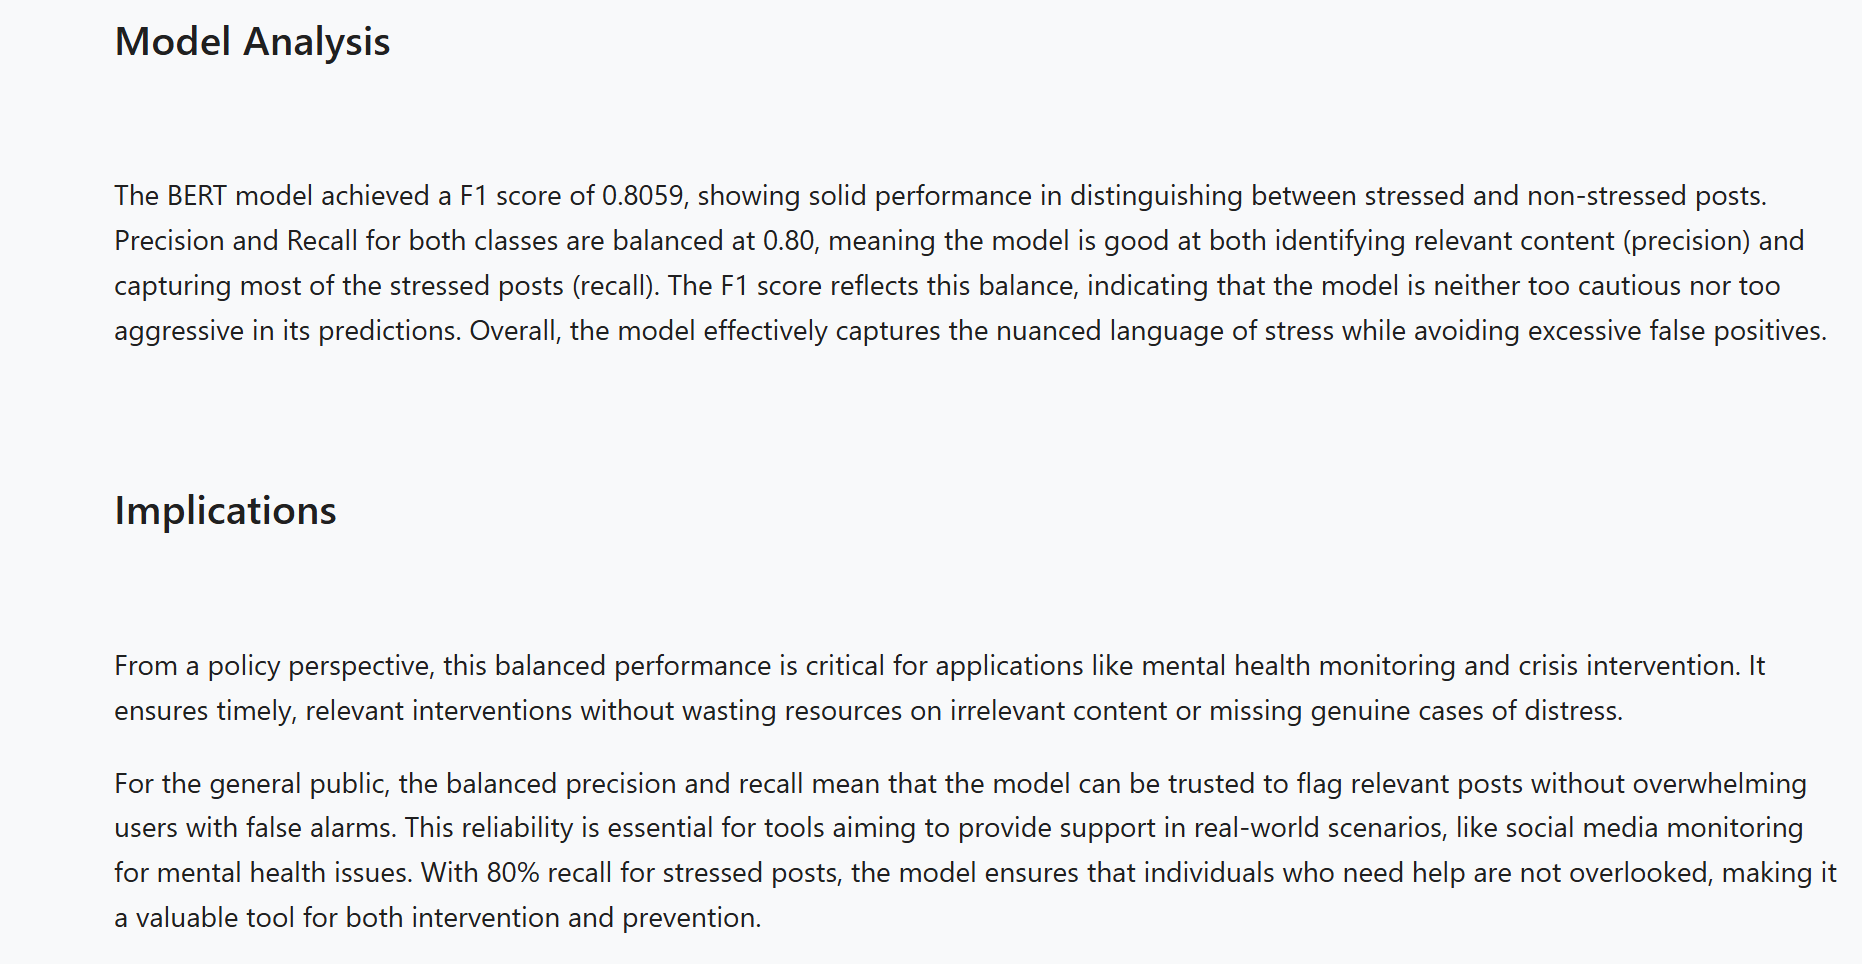 Model Analysis
The BERT model achieved a F1 score of 0.8059, showing solid performance in distinguishing between stressed and non-stressed posts.
Precision and Recall for both classes are balanced at 0.80, meaning the model is good at both identifying relevant content (precision) and
capturing most of the stressed posts (recall). The F1 score reflects this balance, indicating that the model is neither too cautious nor too
aggressive in its predictions. Overall, the model effectively captures the nuanced language of stress while avoiding excessive false positives.
Implications
From a policy perspective, this balanced performance is critical for applications like mental health monitoring and crisis intervention. It
ensures timely, relevant interventions without wasting resources on irrelevant content or missing genuine cases of distress.
For the general public, the balanced precision and recall mean that the model can be trusted to flag relevant posts without overwhelming
users with false alarms. This reliability is essential for tools aiming to provide support in real-world scenarios, like social media monitoring
for mental health issues. With 80% recall for stressed posts, the model ensures that individuals who need help are not overlooked, making it
a valuable tool for both intervention and prevention.